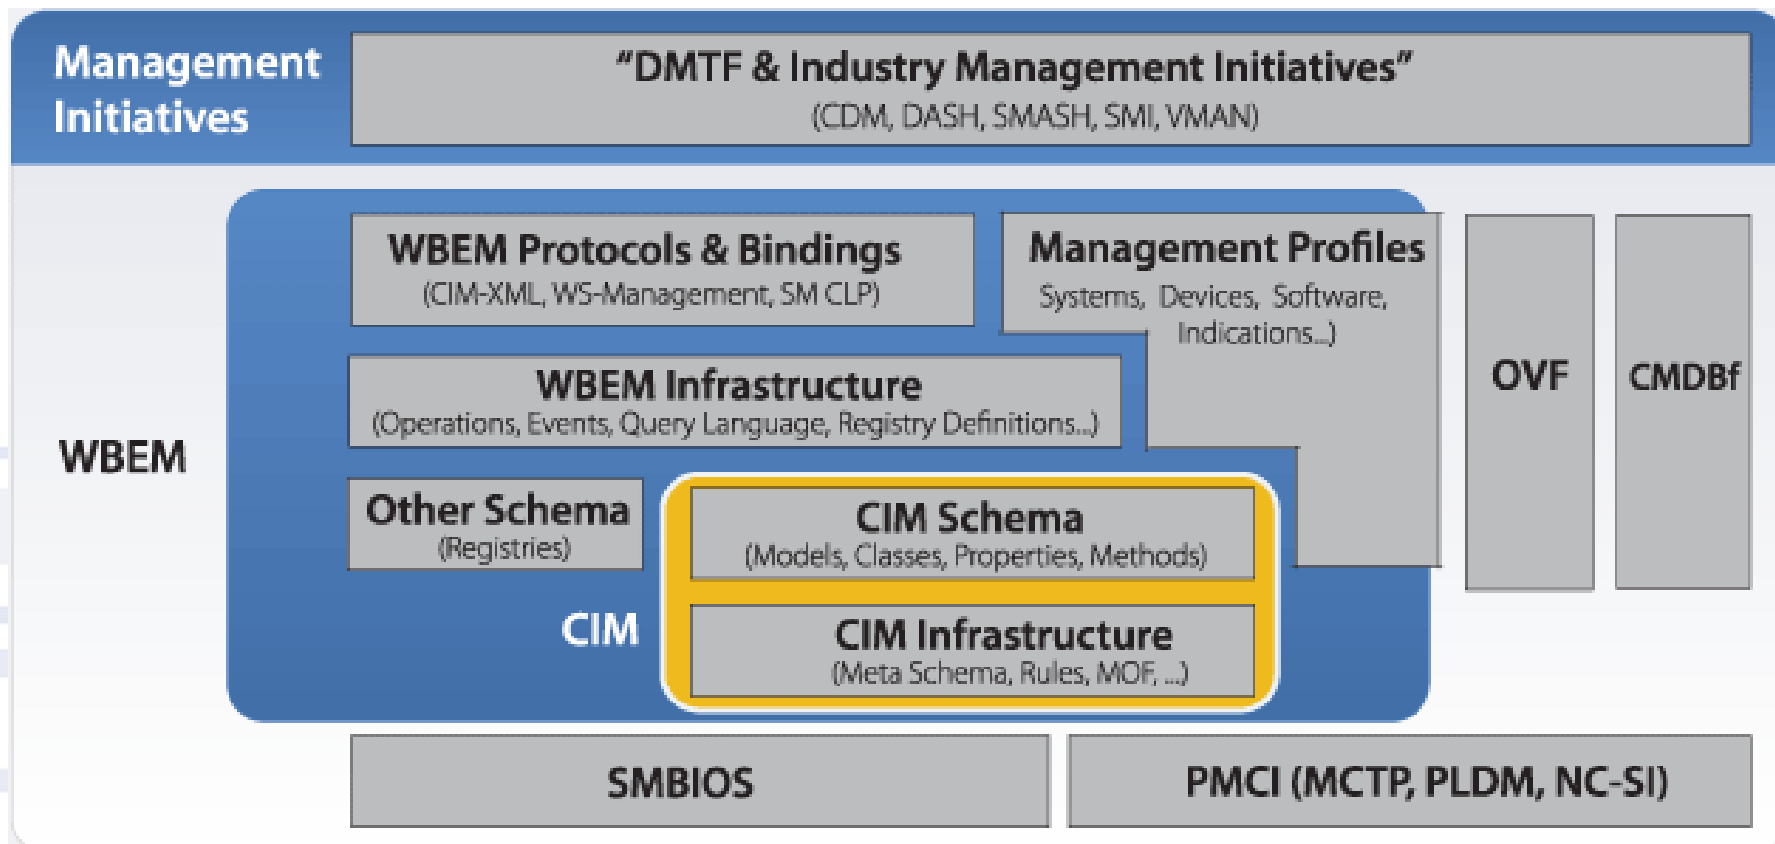 Management
Initiatives
“DMTF & Industry Management Initiatives”
(CDM, DASH, SMASH, SMI, VMAN)
WBEM
WBEM Protocols & Bindings
(CIM-XML, WS-Management, SM CLP)
Management Profiles
Systems, Devices, Software,
Indications...)
WBEM Infrastructure
(Operations, Events, Query Language, Registry Definitions...)
Other Schema
(Registries)
CIM
CIM Schema
(Models, Classes, Properties, Methods)
CIM Infrastructure
(Meta Schema, Rules, MOF, ...)
OVF
CMDBf
SMBIOS
PMCI (MCTP, PLDM, NC-SI)